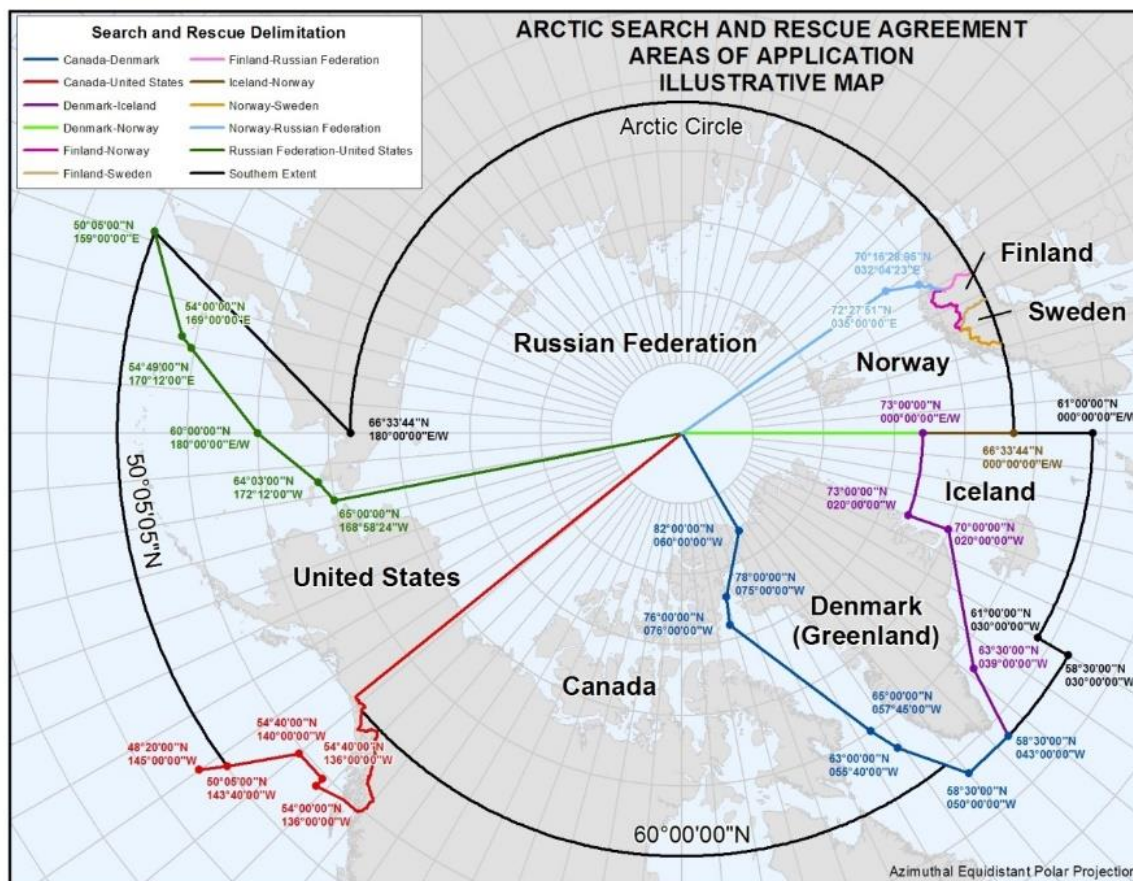 ARCTIC SEARCH AND RESCUE AGREEMENT
AREAS OF APPLICATION
ILLUSTRATIVE MAP
Search and Rescue Delimitation
Canada-Denmark
Canada-United States
Denmark-Iceland
Denmark-Norway
Finland-Norway
Finland-Sweden
Finland-Russian Federation
Iceland-Norway
Norway-Sweden
Norway-Russian Federation
Russian Federation-United States
Southern Extent
Arctic Circle
50°05'00"N
159°00'00"E
54°00'00"N
169°00'00"E
54°49'00"N
170°12'00"E
60°00'00"N
180°00'00"E/W
64°03'00"N
172°12'00"W
65°00'00"N
168°58'24"W
66°33'44"N
180°00'00"E/W
50°05'05"N
Russian Federation
70°16'28.95"N
032°04'23"E
72°27'51"N
035°00'00"E
Finland
Sweden
Norway
73°00'00"N
000°00'00"E/W
61°00'00"N
000°00'00"E/W
66°33'44"N
000°00'00"E/W
Iceland
73°00'00"N
020°00'00"W
70°00'00"N
020°00'00"W
82°00'00"N
060°00'00"W
78°00'00"N
075°00'00"W
76°00'00"N
076°00'00"W
United States
Canada
Denmark
(Greenland)
61°00'00"N
030°00'00"W
63°30'00"N
039°00'00"W
58°30'00"N
030°00'00"W
65°00'00"N
057°45'00"W
63°00'00"N
055°40'00"W
58°30'00"N
043°00'00"W
58°30'00"N
050°00'00"W
54°40'00"N
140°00'00"W
54°40'00"N
136°00'00"W
48°20'00"N
145°00'00"W
50°05'00"N
143°40'00"W
54°00'00"N
136°00'00"W
60°00'00"N
Azimuthal Equidistant Polar Projection